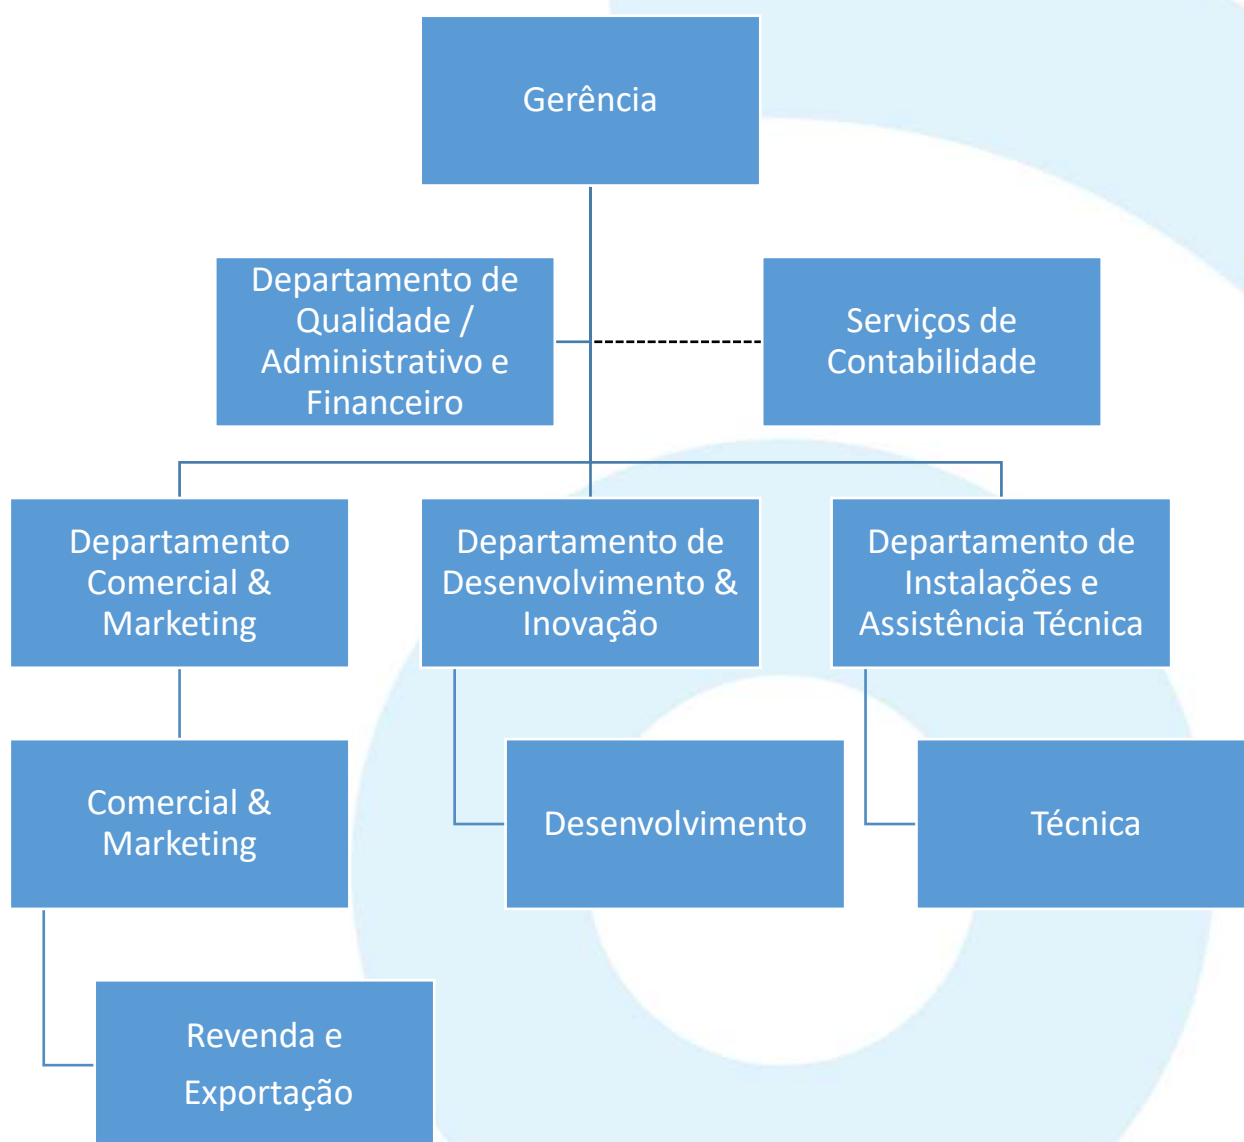 Gerência
Departamento de
Qualidade /
Administrativo e
Financeiro
Serviços de
Contabilidade
Departamento
Comercial &
Marketing
Departamento de
Desenvolvimento &
Inovação
Departamento de
Instalações e
Assistência Técnica
Comercial &
Marketing
Desenvolvimento
Técnica
Revenda e
Exportação